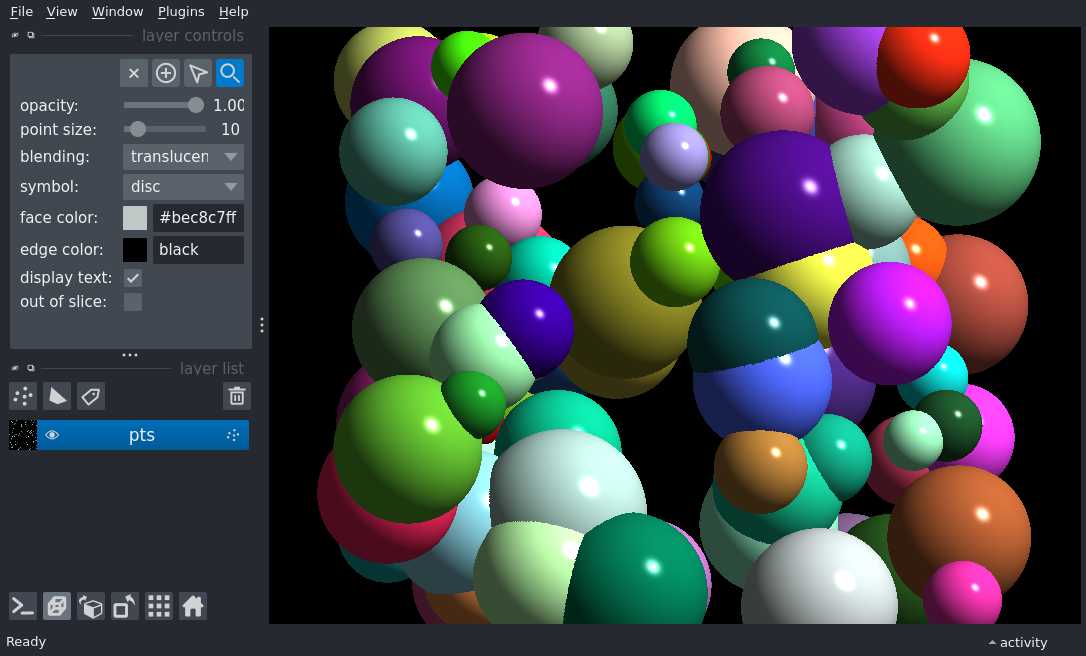 File View Window Plugins Help
layer controls
opacity: 1.00
point size: 10
blending: translucen
symbol: disc
face color: #bec8c7ff
edge color: black
display text:
out of slice:
layer list
pts
Ready
activity